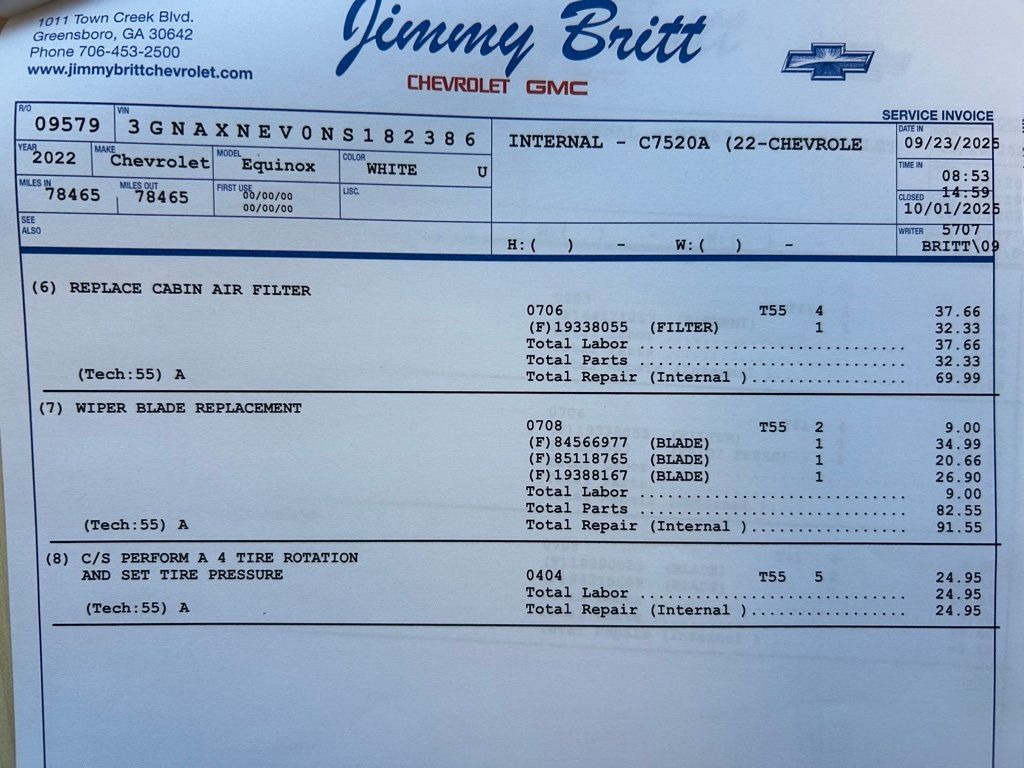 1011 Town Creek Blvd.
Greensboro, GA 30642
Phone 706-453-2500
www.jimmybrittchevrolet.com
Jimmy Britt
CHEVROLET GMC
SERVICE INVOICE
R/O 09579
VIN 3GNAXNEV0NS182386
INTERNAL - C7520A (22-CHEVROLE
DATE IN 09/23/2025
YEAR 2022
MAKE Chevrolet
MODEL Equinox
COLOR WHITE U
TIME IN 08:53
14:59
MILES IN 78465
MILES OUT 78465
FIRST USE 00/00/00
00/00/00
LISC.
CLOSED 10/01/2025
SEE ALSO
H:( ) - W:( ) -
WRITER 5707
BRITT\09
(6) REPLACE CABIN AIR FILTER
0706 T55 4 37.66
(F)19338055 (FILTER) 1 32.33
Total Labor .............................. 37.66
Total Parts .............................. 32.33
(Tech:55) A Total Repair (Internal )................. 69.99
(7) WIPER BLADE REPLACEMENT
0708 T55 2 9.00
(F)84566977 (BLADE) 1 34.99
(F)85118765 (BLADE) 1 20.66
(F)19388167 (BLADE) 1 26.90
Total Labor .............................. 9.00
Total Parts .............................. 82.55
(Tech:55) A Total Repair (Internal )................. 91.55
(8) C/S PERFORM A 4 TIRE ROTATION
AND SET TIRE PRESSURE 0404 T55 5 24.95
Total Labor .............................. 24.95
(Tech:55) A Total Repair (Internal )................. 24.95